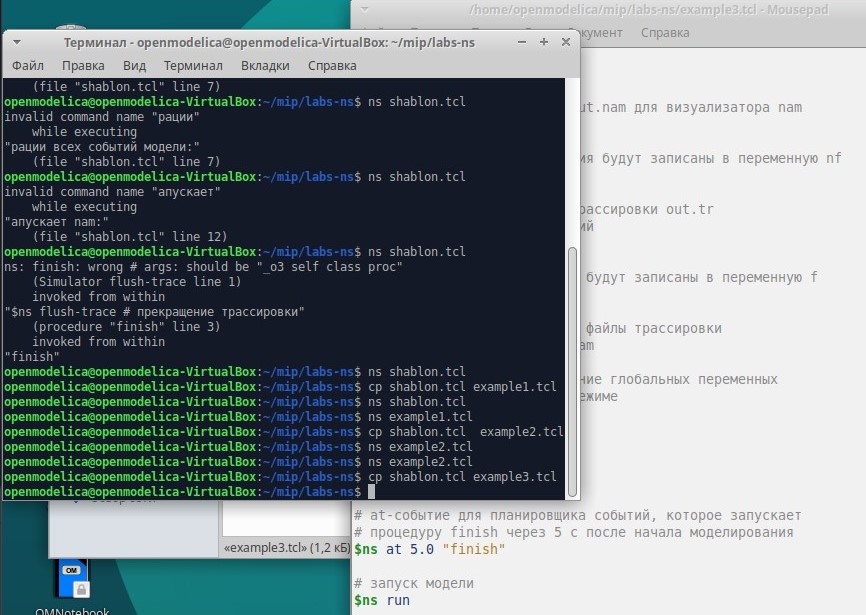 /home/openmodelica/mip/labs-ns/example3.tcl - Mousepad
кумент Справка
Терминал - openmodelica@openmodelica-VirtualBox: ~/mip/labs-ns
Файл Правка Вид Терминал Вкладки Справка
(file "shablon.tcl" line 7)
openmodelica@openmodelica-VirtualBox:~/mip/labs-ns$ ns shablon.tcl
invalid command name "рации"
while executing
"рации всех событий модели:"
(file "shablon.tcl" line 7)
openmodelica@openmodelica-VirtualBox:~/mip/labs-ns$ ns shablon.tcl
invalid command name "апускает"
while executing
"апускает nam:"
(file "shablon.tcl" line 12)
openmodelica@openmodelica-VirtualBox:~/mip/labs-ns$ ns shablon.tcl
ns: finish: wrong # args: should be "_o3 self class proc"
(Simulator flush-trace line 1)
invoked from within
"$ns flush-trace # прекращение трассировки"
(procedure "finish" line 3)
invoked from within
"finish"
openmodelica@openmodelica-VirtualBox:~/mip/labs-ns$ ns shablon.tcl
openmodelica@openmodelica-VirtualBox:~/mip/labs-ns$ cp shablon.tcl example1.tcl
openmodelica@openmodelica-VirtualBox:~/mip/labs-ns$ ns shablon.tcl
openmodelica@openmodelica-VirtualBox:~/mip/labs-ns$ ns example1.tcl
openmodelica@openmodelica-VirtualBox:~/mip/labs-ns$ cp shablon.tcl  example2.tcl
openmodelica@openmodelica-VirtualBox:~/mip/labs-ns$ ns example2.tcl
openmodelica@openmodelica-VirtualBox:~/mip/labs-ns$ ns example2.tcl
openmodelica@openmodelica-VirtualBox:~/mip/labs-ns$ cp shablon.tcl example3.tcl
openmodelica@openmodelica-VirtualBox:~/mip/labs-ns$
ut.nam для визуализатора nam
ия будут записаны в переменную nf
рассировки out.tr
ий
будут записаны в переменную f
файлы трассировки
am
ние глобальных переменных
ежиме
# at-событие для планировщика событий, которое запускает
# процедуру finish через 5 с после начала моделирования
$ns at 5.0 "finish"
# запуск модели
$ns run
«example3.tcl» (1,2 кБ)
OM
OMNotebook